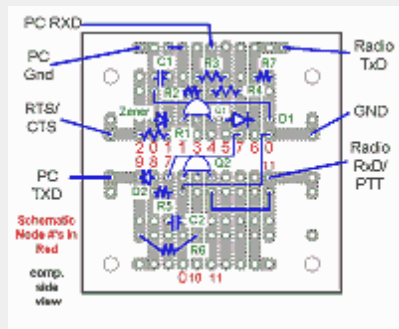 PC RXD
PC Gnd
Radio TxD
C1
R3
R7
R2
R4
Zener
Q1
D1
RTS/ CTS
GND
R1
2 0 1 1 3 4 5 7 6 0
9 8 7
Q2
11
PC TXD
D2
Radio RxD/ PTT
R5
C2
R6
Schematic Node #'s In Red
comp. side view
10 11